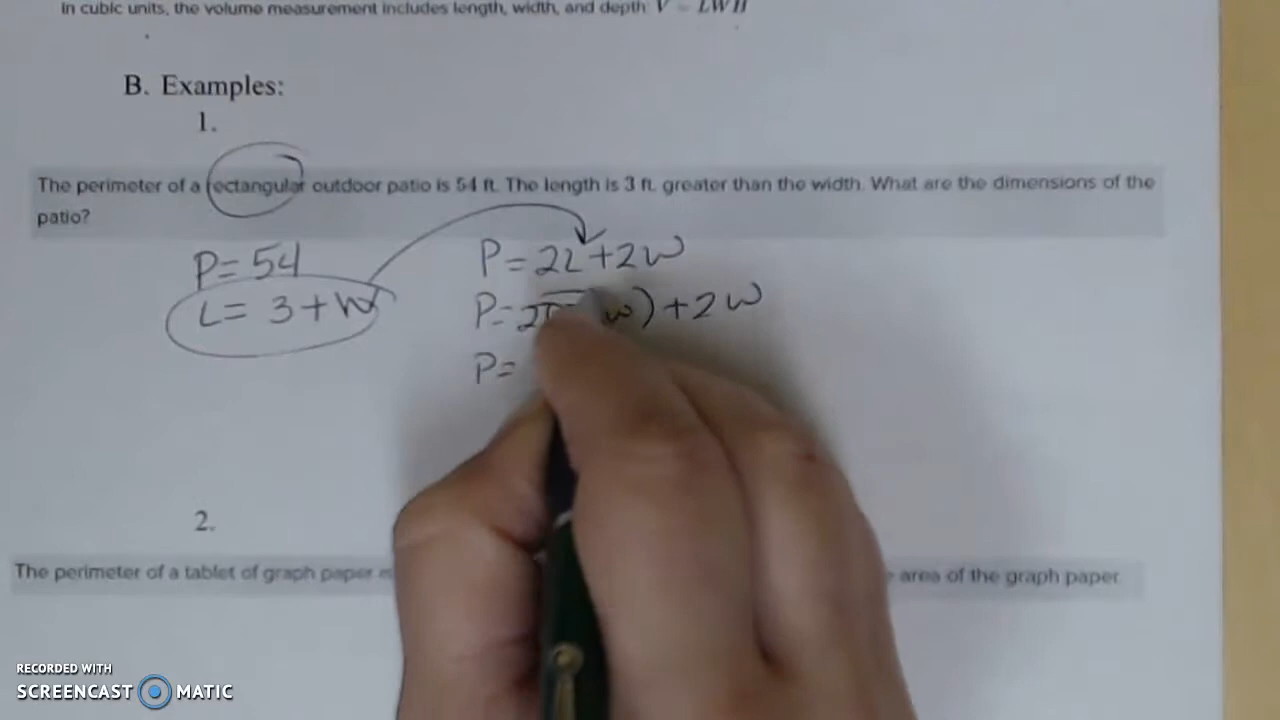 In cubic units, the volume measurement includes length, width, and depth V = LWH
B. Examples:
1.
The perimeter of a rectangular outdoor patio is 54 ft. The length is 3 ft. greater than the width. What are the dimensions of the
patio?
P=54
L= 3+W
P=2L+2W
P=2( w)+2W
P=
2.
The perimeter of a tablet of graph paper area of the graph paper.
RECORDED WITH
SCREENCAST MATIC